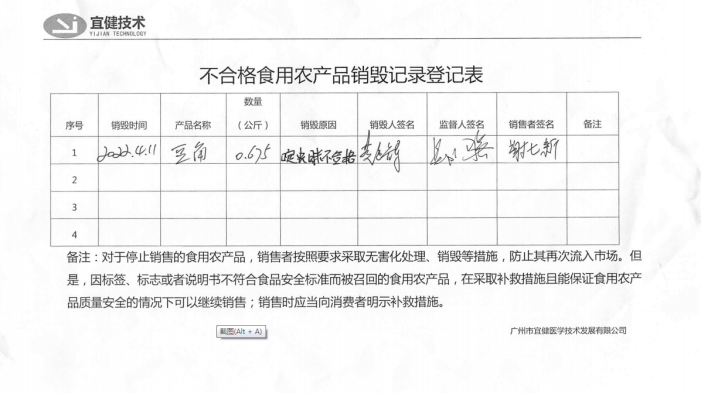 宜健技术
YIJIAN TECHNOLOGY
不合格食用农产品销毁记录登记表
序号 销毁时间 产品名称 数量（公斤） 销毁原因 销毁人签名 监督人签名 销售者签名 备注
1 2022.4.11 豆角 0.675 不合格
2
3
4
备注：对于停止销售的食用农产品，销售者按照要求采取无害化处理、销毁等措施，防止其再次流入市场。但
是，因标签、标志或者说明书不符合食品安全标准而被召回的食用农产品，在采取补救措施且能保证食用农产
品质量安全的情况下可以继续销售；销售时应当向消费者明示补救措施。
截图(Alt + A)
广州市宜健医学技术发展有限公司